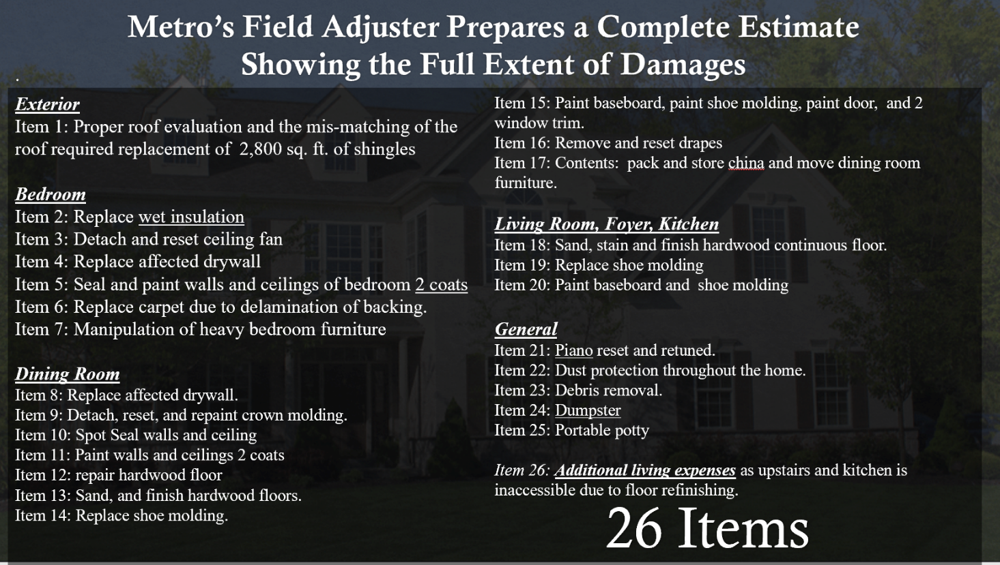 Metro’s Field Adjuster Prepares a Complete Estimate
Showing the Full Extent of Damages
.
Exterior
Item 1: Proper roof evaluation and the mis-matching of the
roof required replacement of  2,800 sq. ft. of shingles
Bedroom
Item 2: Replace wet insulation
Item 3: Detach and reset ceiling fan
Item 4: Replace affected drywall
Item 5: Seal and paint walls and ceilings of bedroom 2 coats
Item 6: Replace carpet due to delamination of backing.
Item 7: Manipulation of heavy bedroom furniture
Dining Room
Item 8: Replace affected drywall.
Item 9: Detach, reset, and repaint crown molding.
Item 10: Spot Seal walls and ceiling
Item 11: Paint walls and ceilings 2 coats
Item 12: repair hardwood floor
Item 13: Sand, and finish hardwood floors.
Item 14: Replace shoe molding.
Item 15: Paint baseboard, paint shoe molding, paint door,  and 2
window trim.
Item 16: Remove and reset drapes
Item 17: Contents:  pack and store china and move dining room
furniture.
Living Room, Foyer, Kitchen
Item 18: Sand, stain and finish hardwood continuous floor.
Item 19: Replace shoe molding
Item 20: Paint baseboard and  shoe molding
General
Item 21: Piano reset and retuned.
Item 22: Dust protection throughout the home.
Item 23: Debris removal.
Item 24: Dumpster
Item 25: Portable potty
Item 26: Additional living expenses as upstairs and kitchen is
inaccessible due to floor refinishing.
26 Items